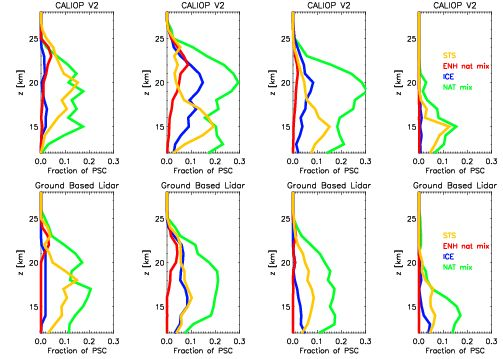 CALIOP V2 CALIOP V2 CALIOP V2 CALIOP V2
25 25 25 25
STS
ENH nat mix
ICE
NAT mix
20 20 20 20
15 15 15 15
z [km] z [km] z [km] z [km]
0.0 0.1 0.2 0.3 0.0 0.1 0.2 0.3 0.0 0.1 0.2 0.3 0.0 0.1 0.2 0.3
Fraction of PSC Fraction of PSC Fraction of PSC Fraction of PSC
Ground Based Lidar Ground Based Lidar Ground Based Lidar Ground Based Lidar
25 25 25 25
STS
ENH nat mix
ICE
NAT mix
20 20 20 20
15 15 15 15
z [km] z [km] z [km] z [km]
0.0 0.1 0.2 0.3 0.0 0.1 0.2 0.3 0.0 0.1 0.2 0.3 0.0 0.1 0.2 0.3
Fraction of PSC Fraction of PSC Fraction of PSC Fraction of PSC